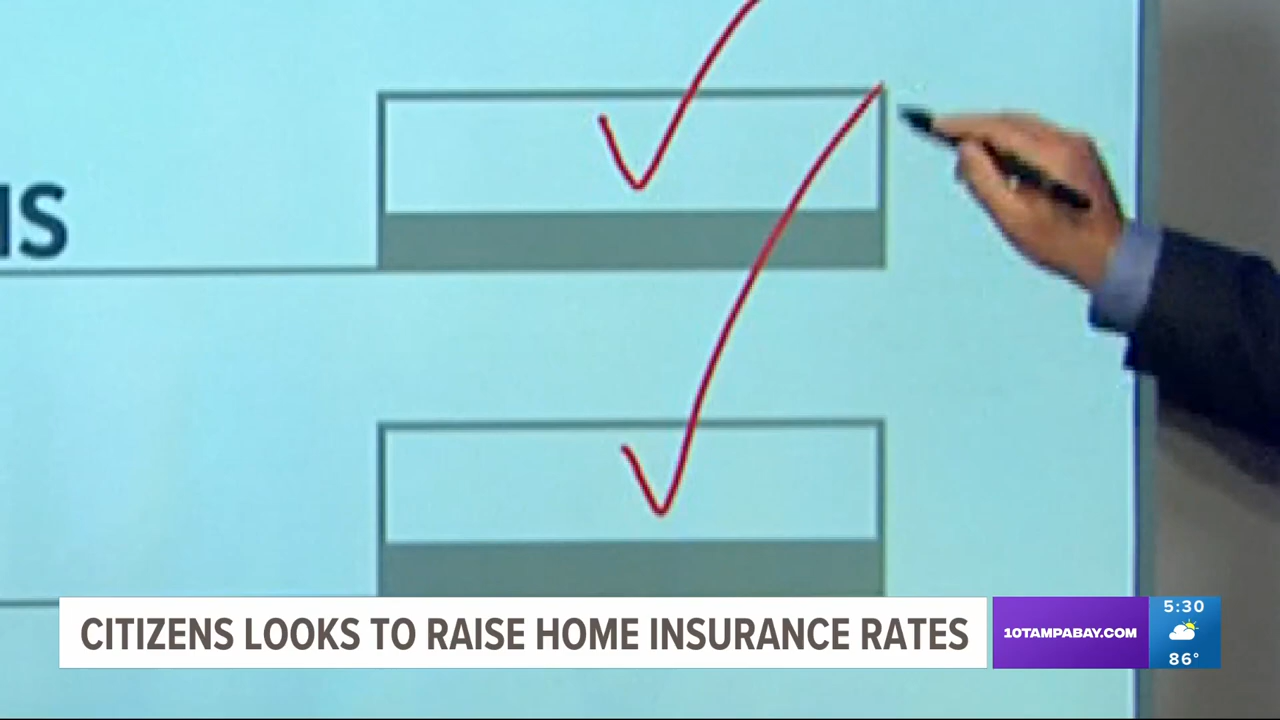 CITIZENS LOOKS TO RAISE HOME INSURANCE RATES
10TAMPABAY.COM
5:30
86°